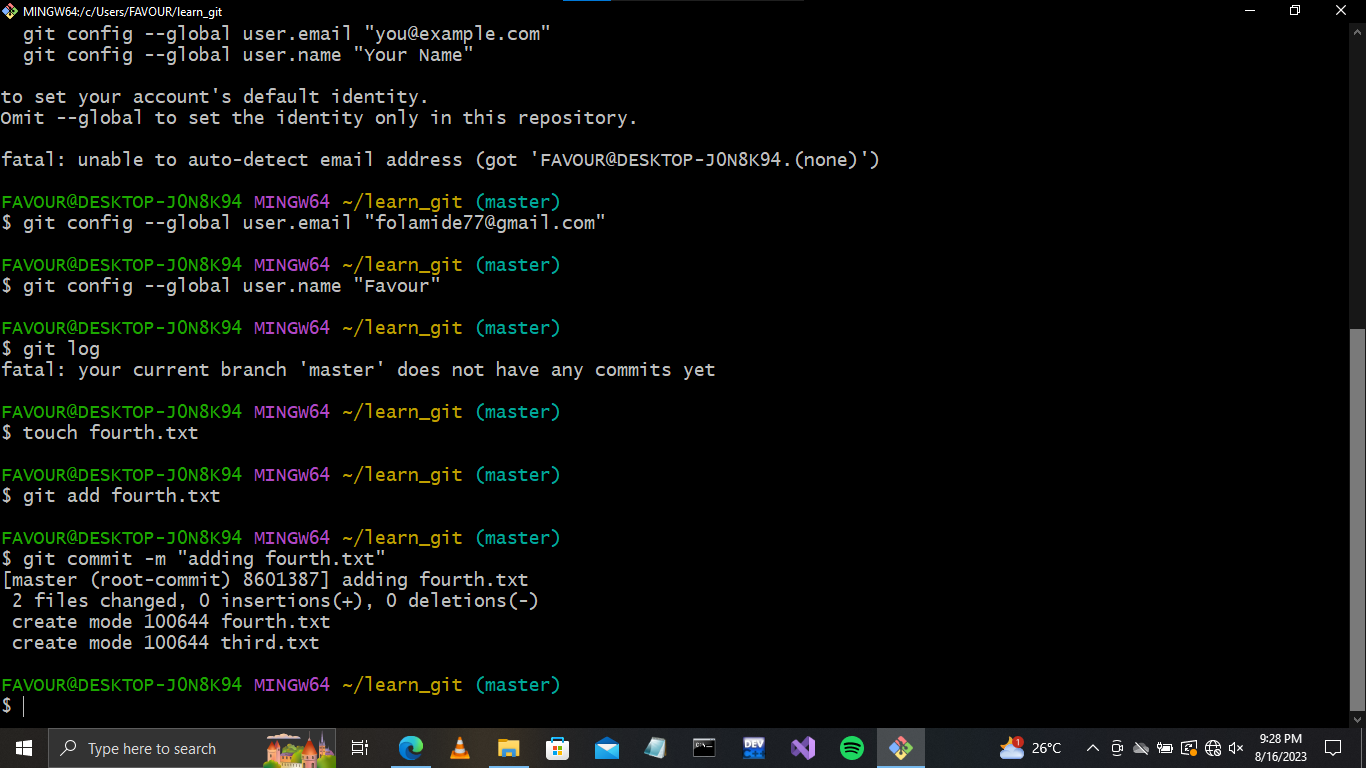 MINGW64:/c/Users/FAVOUR/learn_git
git config --global user.email "you@example.com"
git config --global user.name "Your Name"
to set your account's default identity.
Omit --global to set the identity only in this repository.
fatal: unable to auto-detect email address (got 'FAVOUR@DESKTOP-J0N8K94.(none)')
FAVOUR@DESKTOP-J0N8K94 MINGW64 ~/learn_git (master)
$ git config --global user.email "folamide77@gmail.com"
FAVOUR@DESKTOP-J0N8K94 MINGW64 ~/learn_git (master)
$ git config --global user.name "Favour"
FAVOUR@DESKTOP-J0N8K94 MINGW64 ~/learn_git (master)
$ git log
fatal: your current branch 'master' does not have any commits yet
FAVOUR@DESKTOP-J0N8K94 MINGW64 ~/learn_git (master)
$ touch fourth.txt
FAVOUR@DESKTOP-J0N8K94 MINGW64 ~/learn_git (master)
$ git add fourth.txt
FAVOUR@DESKTOP-J0N8K94 MINGW64 ~/learn_git (master)
$ git commit -m "adding fourth.txt"
[master (root-commit) 8601387] adding fourth.txt
2 files changed, 0 insertions(+), 0 deletions(-)
create mode 100644 fourth.txt
create mode 100644 third.txt
FAVOUR@DESKTOP-J0N8K94 MINGW64 ~/learn_git (master)
$
Type here to search
DEV
1
26°C
9:28 PM
8/16/2023